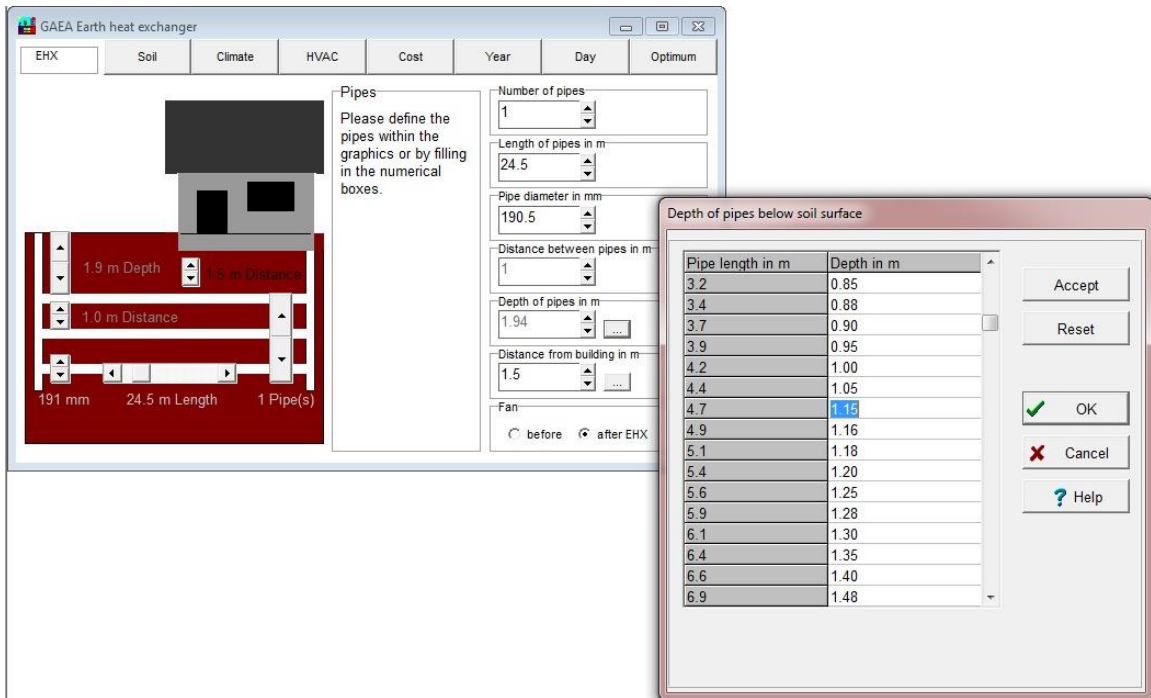 GAEA Earth heat exchanger
EHX
Soil
Climate
HVAC
Cost
Year
Day
Optimum
1.9 m Depth
1.5 m Distance
1.0 m Distance
191 mm
24.5 m Length
1 Pipe(s)
Pipes
Please define the
pipes within the
graphics or by filling
in the numerical
boxes.
Number of pipes
1
Length of pipes in m
24.5
Pipe diameter in mm
190.5
Distance between pipes in m
1
Depth of pipes in m
1.94
...
Distance from building in m
1.5
...
Fan
before
after EHX
Depth of pipes below soil surface
Pipe length in m Depth in m
3.2 0.85
3.4 0.88
3.7 0.90
3.9 0.95
4.2 1.00
4.4 1.05
4.7 1.15
4.9 1.16
5.1 1.18
5.4 1.20
5.6 1.25
5.9 1.28
6.1 1.30
6.4 1.35
6.6 1.40
6.9 1.48
Accept
Reset
OK
Cancel
? Help